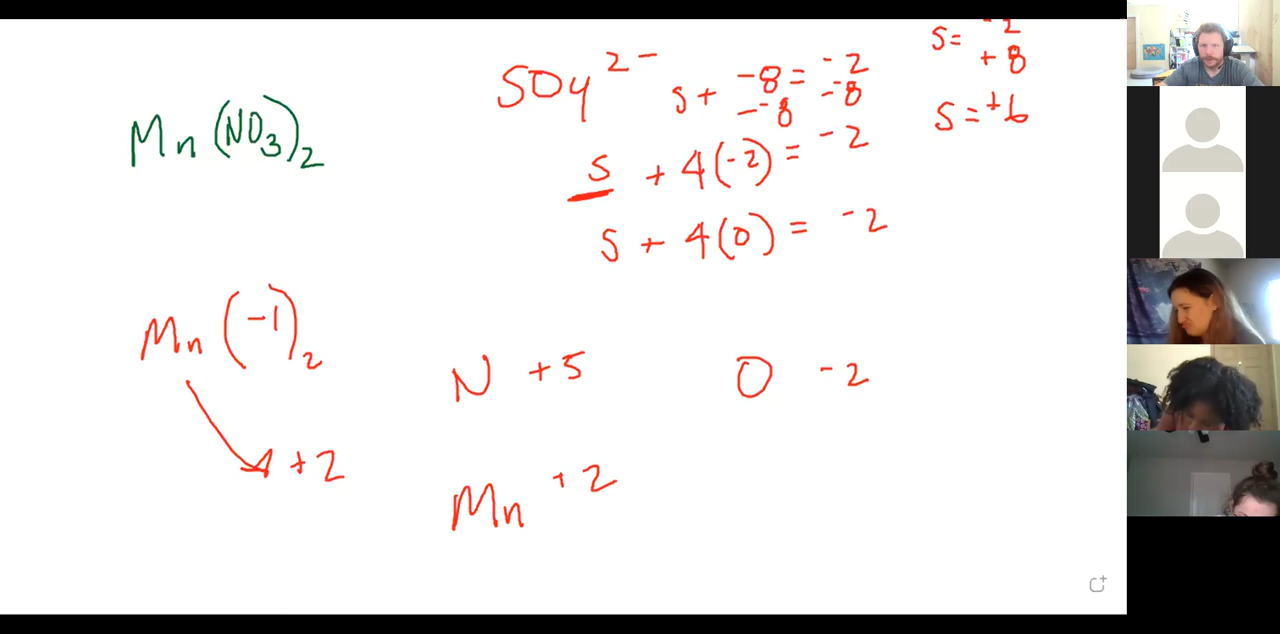 Mn(NO3)2
SO4 2-
S + -8 = -2
- -8 -8
S + 4(-2) = -2
S + 4(0) = -2
S = -2
+8
S = +6
Mn(-1)2
+2
N +5
O -2
Mn +2